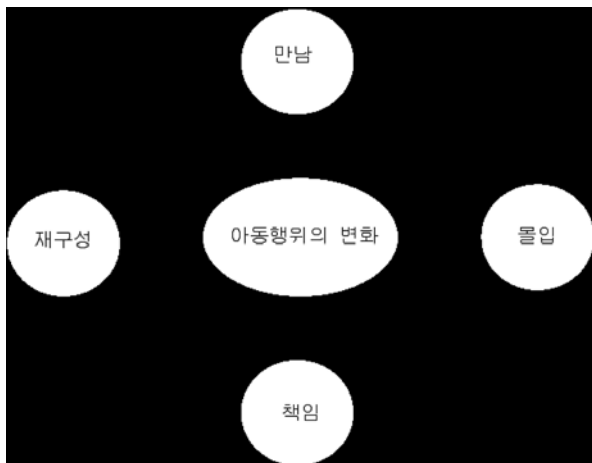 만남
재구성
아동행위의 변화
몰입
책임